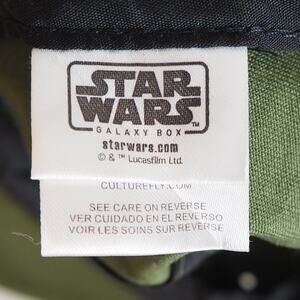 STAR
WARS
GALAXY BOX
TM
starwars.com
© & ™ Lucasfilm Ltd.
CULTUREFLY.COM
SEE CARE ON REVERSE
VER CUIDADO EN EL REVERSO
VOIR LES SOINS SUR REVERSE